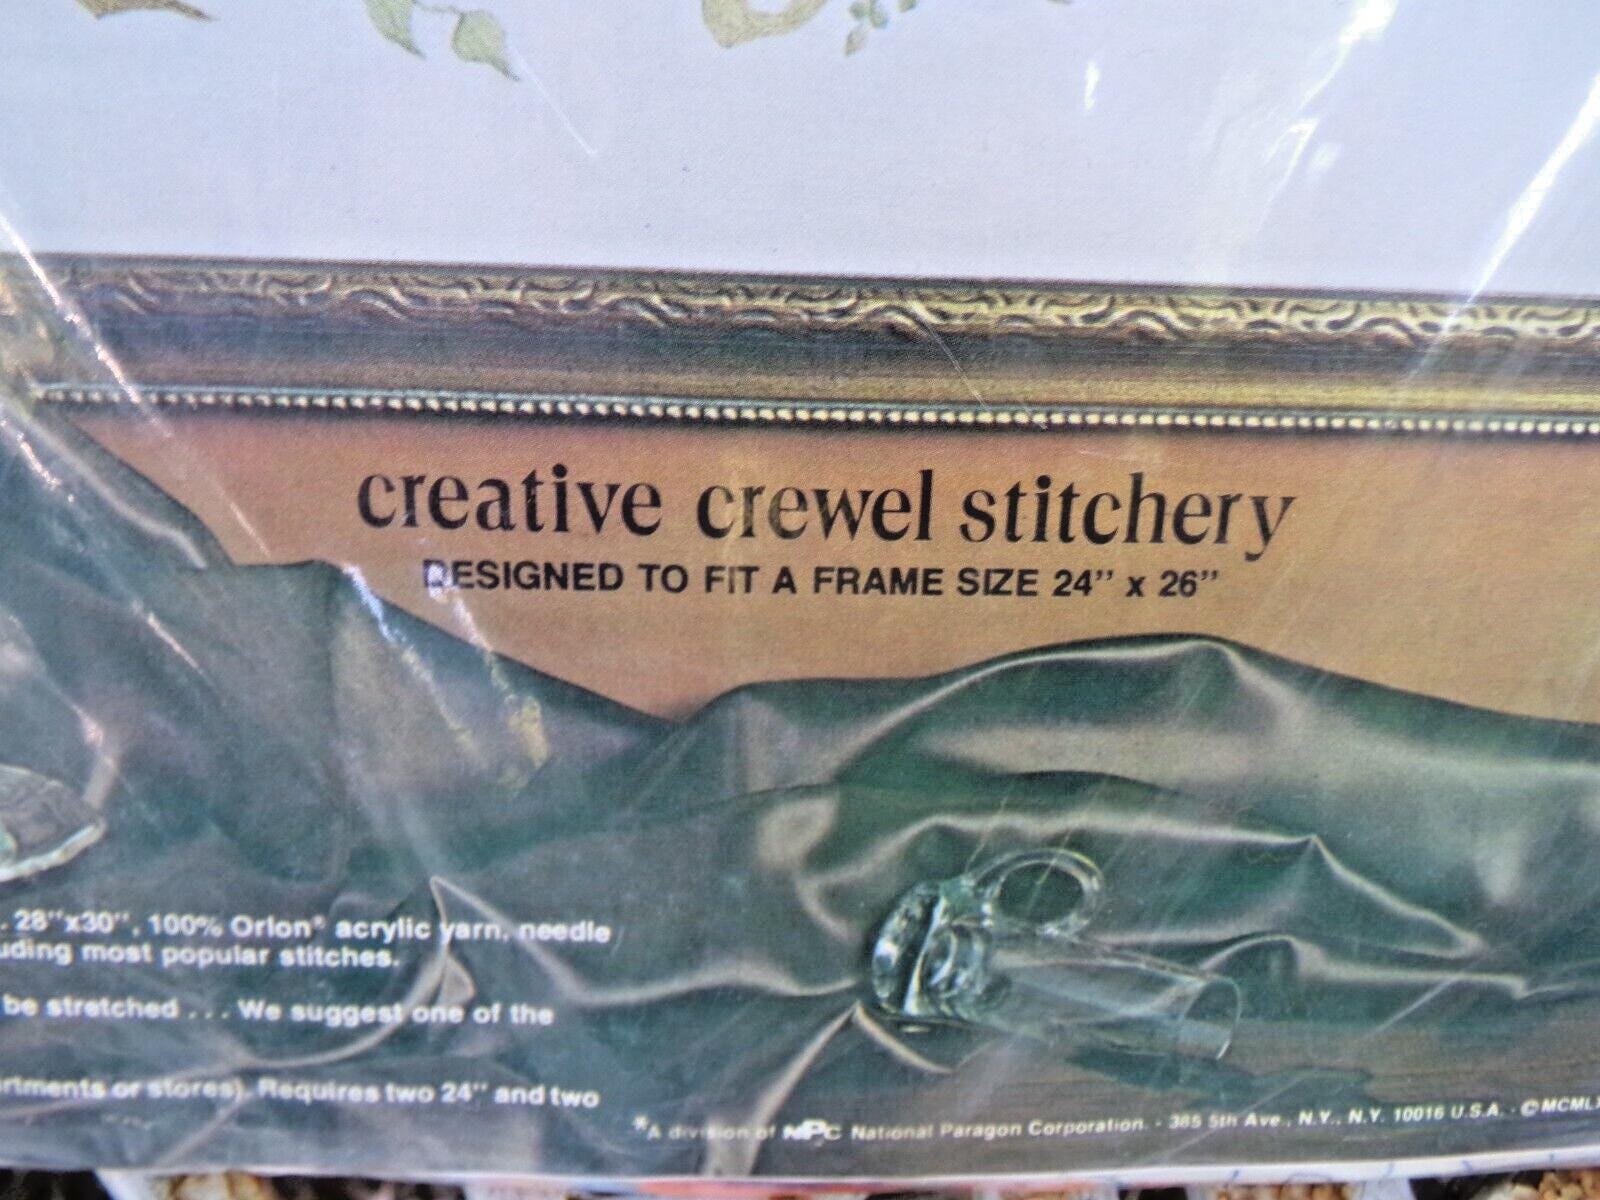 creative crewel stitchery
DESIGNED TO FIT A FRAME SIZE 24" x 26"
. 28"x30", 100% Orlon® acrylic yarn, needle
uding most popular stitches.
be stretched . . . We suggest one of the
rtments or stores). Requires two 24" and two
*A division of NPC National Paragon Corporation. - 385 5th Ave., N.Y., N.Y. 10016 U.S.A. - ©MCMLX